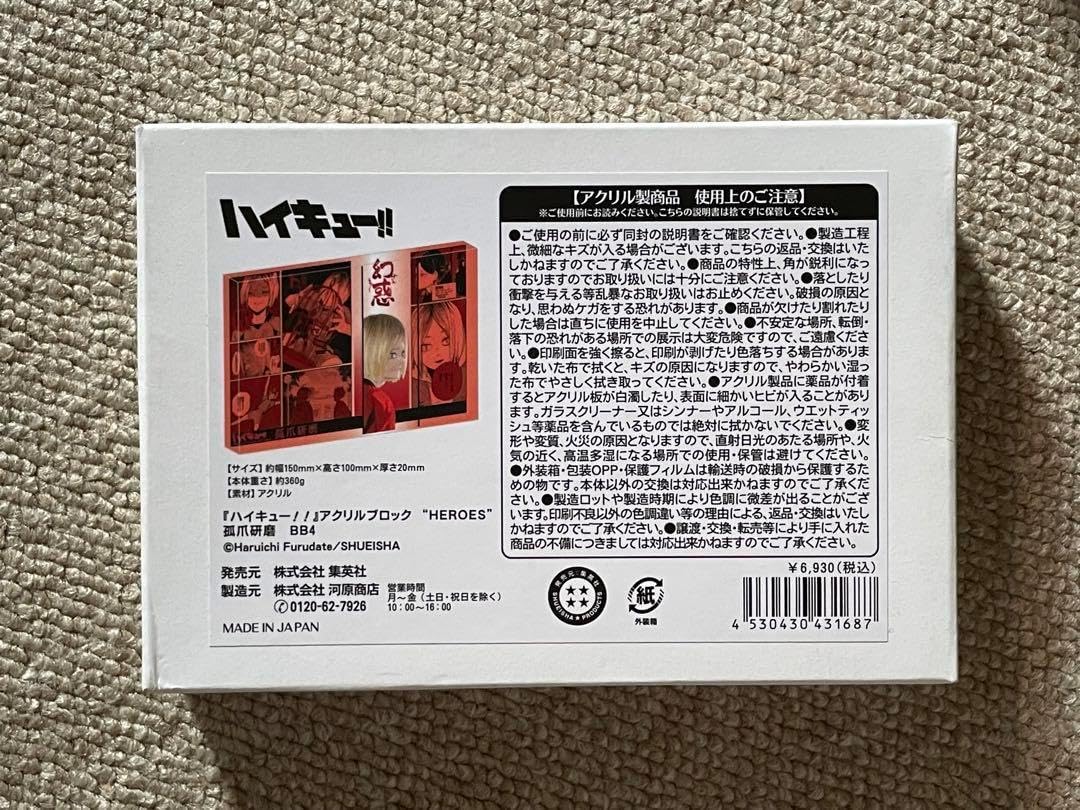 ハイキュー!!
幻惑
孤爪研磨
【サイズ】約幅150mm×高さ100mm×厚さ20mm
【本体重さ】約360g
【素材】アクリル
『ハイキュー！！』アクリルブロック “HEROES”
孤爪研磨 BB4
©Haruichi Furudate/SHUEISHA
発売元 株式会社 集英社
製造元 株式会社 河原商店
0120-62-7926
営業時間
月～金（土日・祝日を除く）
10：00～16：00
MADE IN JAPAN
【アクリル製商品 使用上のご注意】
※ご使用前にお読みください。こちらの説明書は捨てずに保管してください。
●ご使用の前に必ず同封の説明書をご確認ください。●製造工程
上、微細なキズが入る場合がございます。こちらの返品・交換はいた
しかねますのでご了承ください。●商品の特性上、角が鋭利になっ
ておりますのでお取り扱いには十分にご注意ください。●落としたり
衝撃を与える等乱暴なお取り扱いはお止めください。破損の原因と
なり、思わぬケガをする恐れがあります。●商品が欠けたり割れたり
した場合は直ちに使用を中止してください。●不安定な場所、転倒・
落下の恐れがある場所での展示は大変危険ですので、ご遠慮くださ
い。●印刷面を強く擦ると、印刷が剥げたり色落ちする場合がありま
す。乾いた布で拭くと、キズの原因になりますので、やわらかい湿っ
た布でやさしく拭き取ってください。●アクリル製品に薬品が付着
するとアクリル板が白濁したり、表面に細かいヒビが入ることがあり
ます。ガラスクリーナー又はシンナーやアルコール、ウエットティッ
シュ等薬品を含んでいるものでは絶対に拭かないでください。●変
形や変質、火災の原因となりますので、直射日光のあたる場所や、火
気の近く、高温多湿になる場所での使用・保管は避けてください。
●外装箱・包装OPP・保護フィルムは輸送時の破損から保護するた
めの物です。本体以外の交換は対応出来かねますのでご了承くださ
い。●製造ロットや製造時期により色調に微差が出ることがござい
ます。印刷不良以外の色調違い等の理由による、返品・交換はいたし
かねますのでご了承ください。●譲渡・交換・転売等により手に入れた
商品の不備につきましては対応出来かねますのでご了承ください。
￥6,930（税込）
発売元：集英社
SHUEISHA★PRODUCTS
紙
外装箱
4 530430 431687